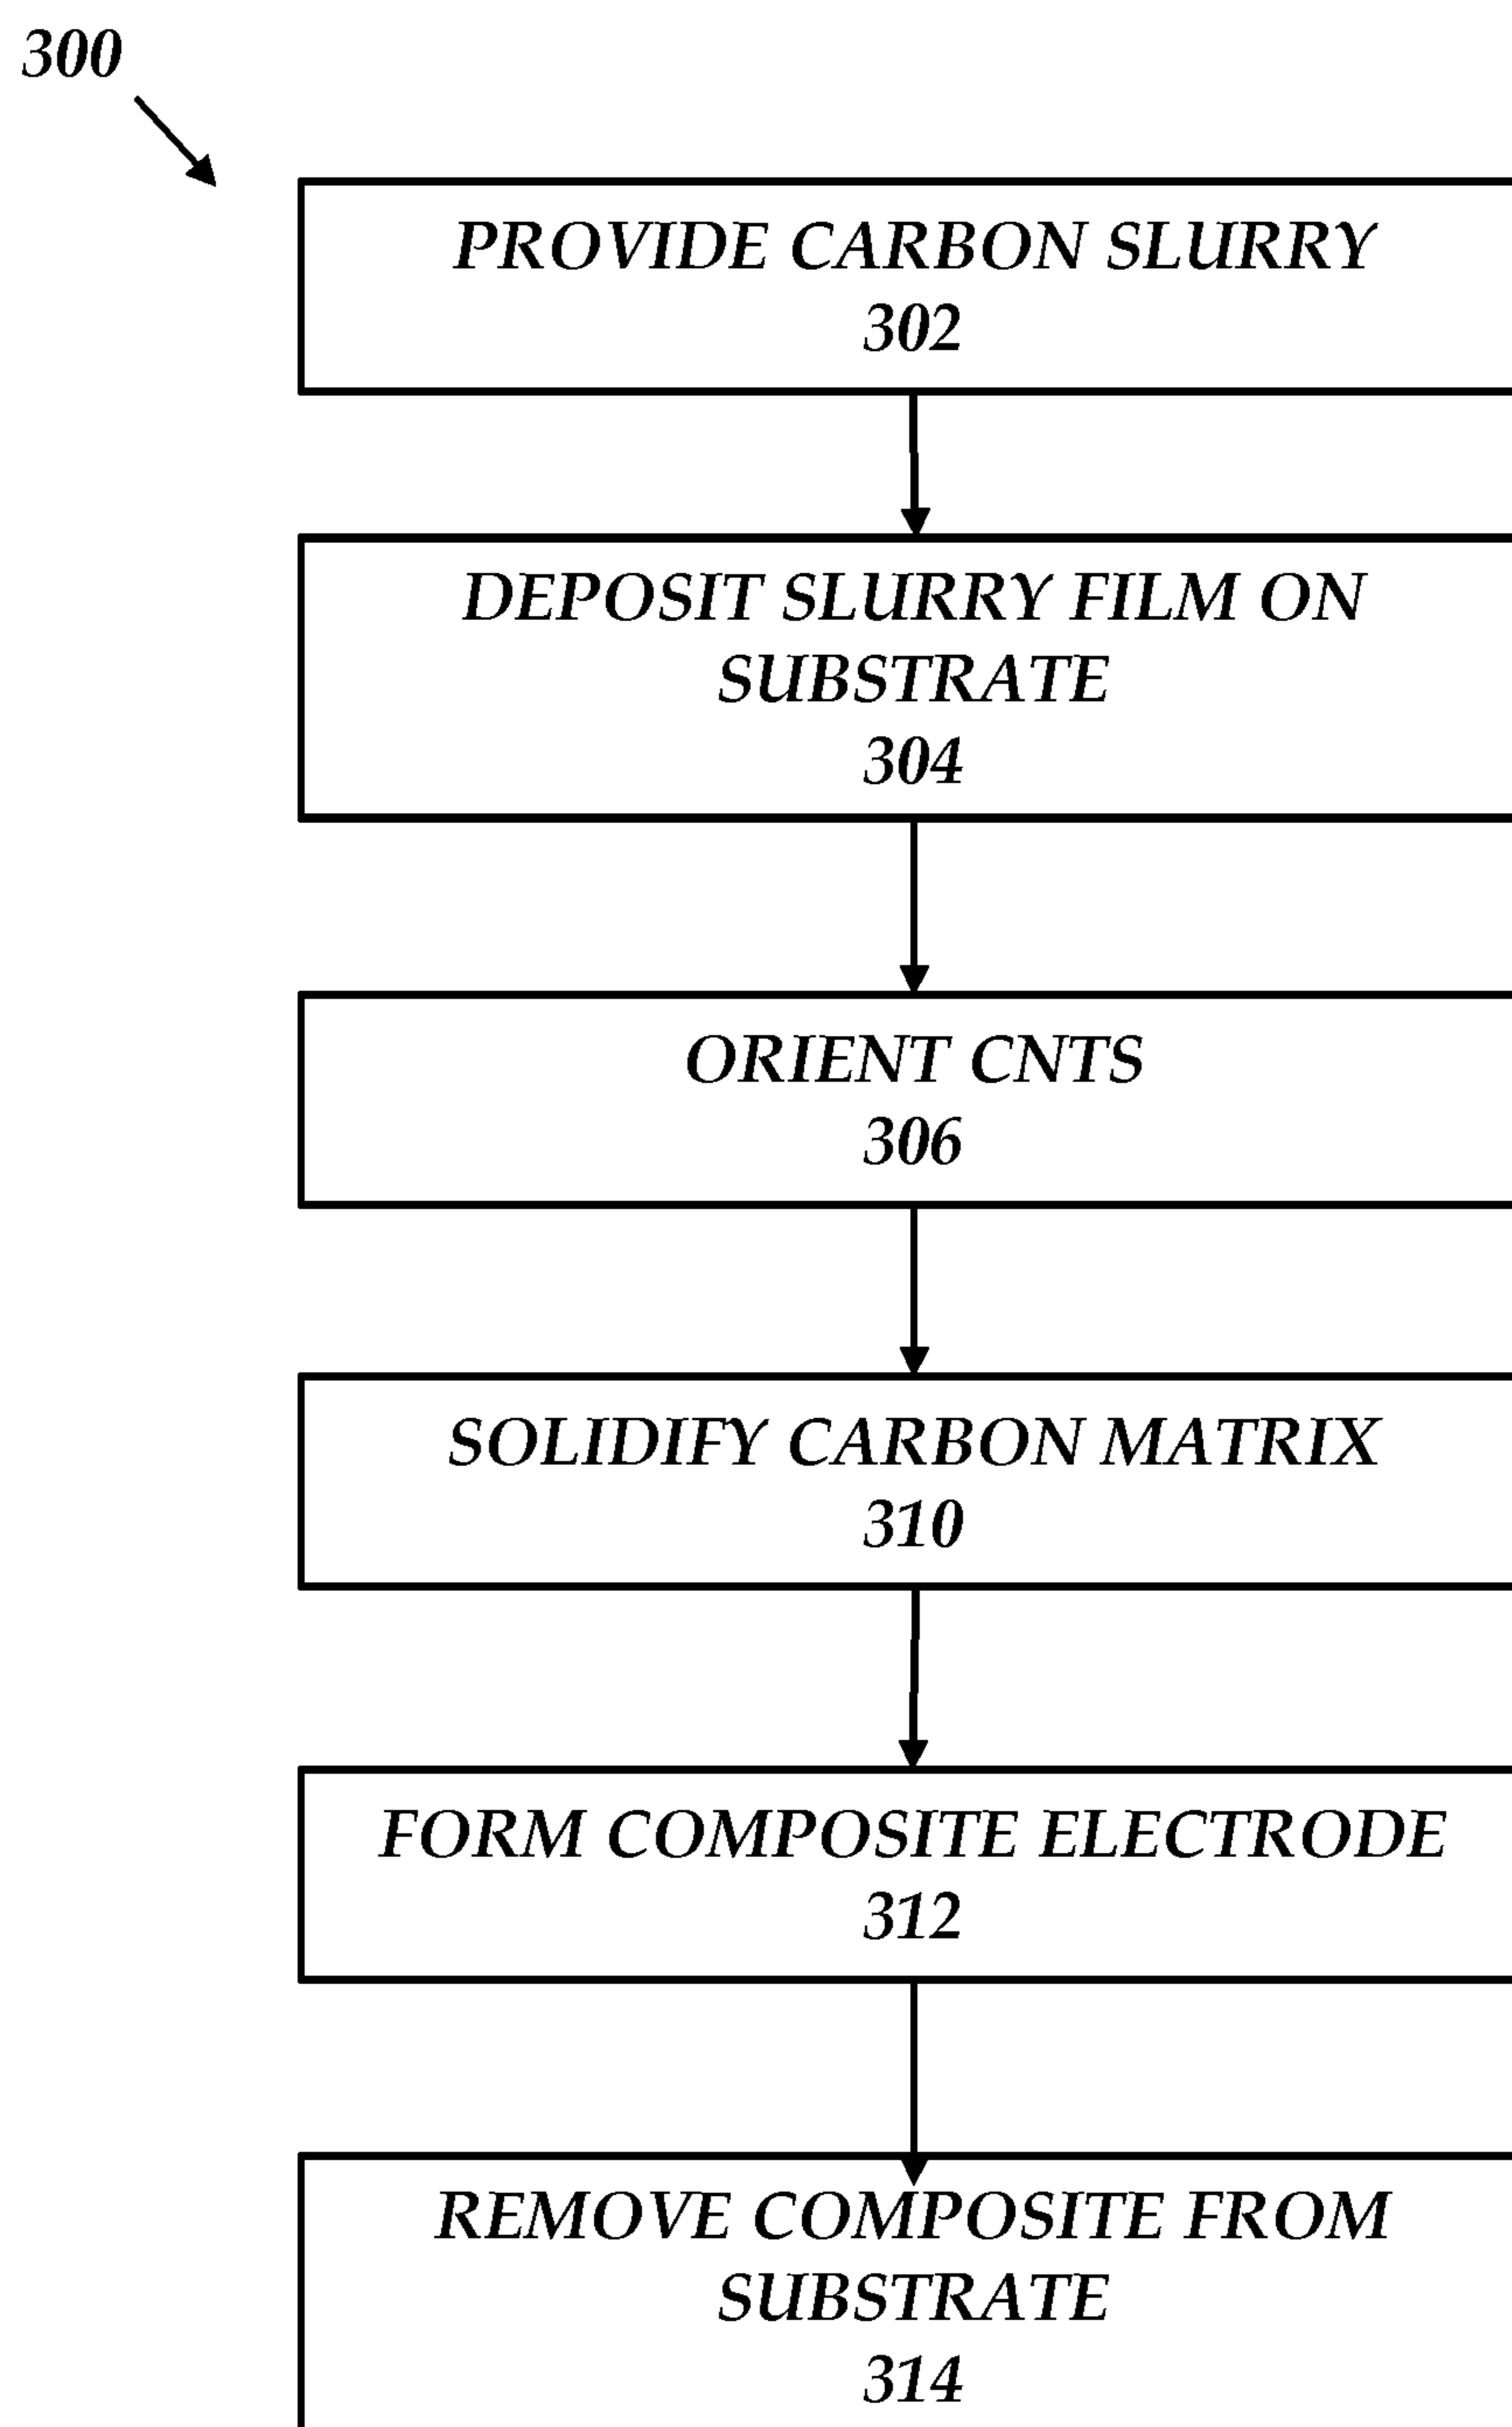 300
PROVIDE CARBON SLURRY
302
DEPOSIT SLURRY FILM ON
SUBSTRATE
304
ORIENT CNTS
306
SOLIDIFY CARBON MATRIX
310
FORM COMPOSITE ELECTRODE
312
REMOVE COMPOSITE FROM
SUBSTRATE
314